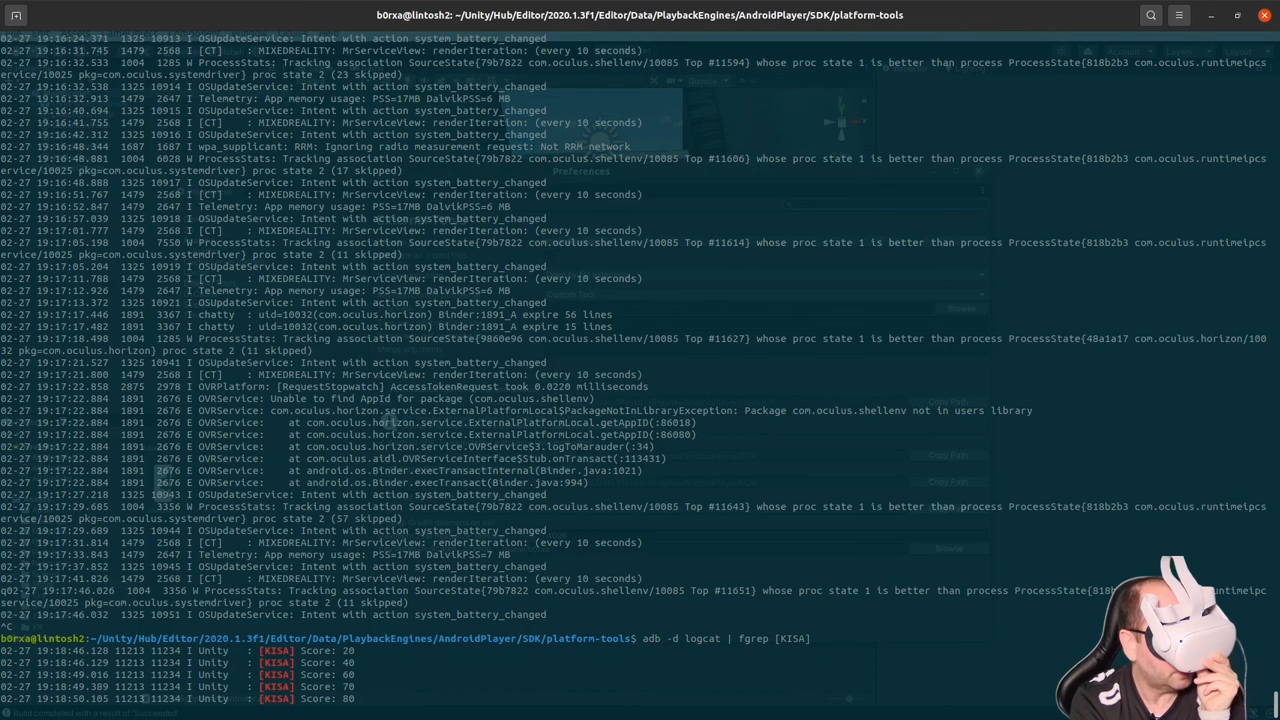 b0rxa@lintosh2: ~/Unity/Hub/Editor/2020.1.3f1/Editor/Data/PlaybackEngines/AndroidPlayer/SDK/platform-tools
02-27 19:16:24.371  1325 10913 I OSUpdateService: Intent with action system_battery_changed
02-27 19:16:31.745  1479  2568 I [CT]    : MIXEDREALITY: MrServiceView: renderIteration: (every 10 seconds)
02-27 19:16:32.533  1004  1285 W ProcessStats: Tracking association SourceState{79b7822 com.oculus.shellenv/10085 Top #11594} whose proc state 1 is better than process ProcessState{818b2b3 com.oculus.runtimeipcs
ervice/10025 pkg=com.oculus.systemdriver} proc state 2 (23 skipped)
02-27 19:16:32.538  1325 10914 I OSUpdateService: Intent with action system_battery_changed
02-27 19:16:32.913  1479  2647 I Telemetry: App memory usage: PSS=17MB DalvikPSS=6 MB
02-27 19:16:40.694  1325 10915 I OSUpdateService: Intent with action system_battery_changed
02-27 19:16:41.755  1479  2568 I [CT]    : MIXEDREALITY: MrServiceView: renderIteration: (every 10 seconds)
02-27 19:16:42.312  1325 10916 I OSUpdateService: Intent with action system_battery_changed
02-27 19:16:48.344  1687  1687 I wpa_supplicant: RRM: Ignoring radio measurement request: Not RRM network
02-27 19:16:48.881  1004  6028 W ProcessStats: Tracking association SourceState{79b7822 com.oculus.shellenv/10085 Top #11606} whose proc state 1 is better than process ProcessState{818b2b3 com.oculus.runtimeipcs
ervice/10025 pkg=com.oculus.systemdriver} proc state 2 (17 skipped)
02-27 19:16:48.888  1325 10917 I OSUpdateService: Intent with action system_battery_changed
02-27 19:16:51.767  1479  2568 I [CT]    : MIXEDREALITY: MrServiceView: renderIteration: (every 10 seconds)
02-27 19:16:52.847  1479  2647 I Telemetry: App memory usage: PSS=17MB DalvikPSS=6 MB
02-27 19:16:57.039  1325 10918 I OSUpdateService: Intent with action system_battery_changed
02-27 19:17:01.777  1479  2568 I [CT]    : MIXEDREALITY: MrServiceView: renderIteration: (every 10 seconds)
02-27 19:17:05.198  1004  7550 W ProcessStats: Tracking association SourceState{79b7822 com.oculus.shellenv/10085 Top #11614} whose proc state 1 is better than process ProcessState{818b2b3 com.oculus.runtimeipcs
ervice/10025 pkg=com.oculus.systemdriver} proc state 2 (11 skipped)
02-27 19:17:05.204  1325 10919 I OSUpdateService: Intent with action system_battery_changed
02-27 19:17:11.788  1479  2568 I [CT]    : MIXEDREALITY: MrServiceView: renderIteration: (every 10 seconds)
02-27 19:17:12.926  1479  2647 I Telemetry: App memory usage: PSS=17MB DalvikPSS=6 MB
02-27 19:17:13.372  1325 10921 I OSUpdateService: Intent with action system_battery_changed
02-27 19:17:17.446  1891  3367 I chatty  : uid=10032(com.oculus.horizon) Binder:1891_A expire 56 lines
02-27 19:17:17.482  1891  3367 I chatty  : uid=10032(com.oculus.horizon) Binder:1891_A expire 15 lines
02-27 19:17:18.498  1004  1285 W ProcessStats: Tracking association SourceState{9860e96 com.oculus.shellenv/10085 Top #11627} whose proc state 1 is better than process ProcessState{48a1a17 com.oculus.horizon/100
32 pkg=com.oculus.horizon} proc state 2 (11 skipped)
02-27 19:17:21.527  1325 10941 I OSUpdateService: Intent with action system_battery_changed
02-27 19:17:21.800  1479  2568 I [CT]    : MIXEDREALITY: MrServiceView: renderIteration: (every 10 seconds)
02-27 19:17:22.858  2875  2978 I OVRPlatform: [RequestStopwatch] AccessTokenRequest took 0.0220 milliseconds
02-27 19:17:22.884  1891  2676 E OVRService: Unable to find AppId for package (com.oculus.shellenv)
02-27 19:17:22.884  1891  2676 E OVRService: com.oculus.horizon.service.ExternalPlatformLocal$PackageNotInLibraryException: Package com.oculus.shellenv not in users library
02-27 19:17:22.884  1891  2676 E OVRService:    at com.oculus.horizon.service.ExternalPlatformLocal.getAppID(:86018)
02-27 19:17:22.884  1891  2676 E OVRService:    at com.oculus.horizon.service.ExternalPlatformLocal.getAppID(:86080)
02-27 19:17:22.884  1891  2676 E OVRService:    at com.oculus.horizon.service.OVRService$3.logToMarauder(:34)
02-27 19:17:22.884  1891  2676 E OVRService:    at com.oculus.aidl.OVRServiceInterface$Stub.onTransact(:113431)
02-27 19:17:22.884  1891  2676 E OVRService:    at android.os.Binder.execTransactInternal(Binder.java:1021)
02-27 19:17:22.884  1891  2676 E OVRService:    at android.os.Binder.execTransact(Binder.java:994)
02-27 19:17:27.218  1325 10943 I OSUpdateService: Intent with action system_battery_changed
02-27 19:17:29.685  1004  3356 W ProcessStats: Tracking association SourceState{79b7822 com.oculus.shellenv/10085 Top #11643} whose proc state 1 is better than process ProcessState{818b2b3 com.oculus.runtimeipcs
ervice/10025 pkg=com.oculus.systemdriver} proc state 2 (57 skipped)
02-27 19:17:29.689  1325 10944 I OSUpdateService: Intent with action system_battery_changed
02-27 19:17:31.814  1479  2568 I [CT]    : MIXEDREALITY: MrServiceView: renderIteration: (every 10 seconds)
02-27 19:17:33.843  1479  2647 I Telemetry: App memory usage: PSS=17MB DalvikPSS=7 MB
02-27 19:17:37.852  1325 10945 I OSUpdateService: Intent with action system_battery_changed
02-27 19:17:41.826  1479  2568 I [CT]    : MIXEDREALITY: MrServiceView: renderIteration: (every 10 seconds)
q02-27 19:17:46.026  1004  3356 W ProcessStats: Tracking association SourceState{79b7822 com.oculus.shellenv/10085 Top #11651} whose proc state 1 is better than process ProcessState{818b
service/10025 pkg=com.oculus.systemdriver} proc state 2 (11 skipped)
02-27 19:17:46.032  1325 10951 I OSUpdateService: Intent with action system_battery_changed
^C
b0rxa@lintosh2:~/Unity/Hub/Editor/2020.1.3f1/Editor/Data/PlaybackEngines/AndroidPlayer/SDK/platform-tools$ adb -d logcat | fgrep [KISA]
02-27 19:18:46.128 11213 11234 I Unity   : [KISA] Score: 20
02-27 19:18:46.129 11213 11234 I Unity   : [KISA] Score: 40
02-27 19:18:49.016 11213 11234 I Unity   : [KISA] Score: 60
02-27 19:18:49.389 11213 11234 I Unity   : [KISA] Score: 70
02-27 19:18:50.105 11213 11234 I Unity   : [KISA] Score: 80
Preferences
Browse
Copy Path
Copy Path
Copy Path
Browse
Build completed with a result of 'Succeeded'